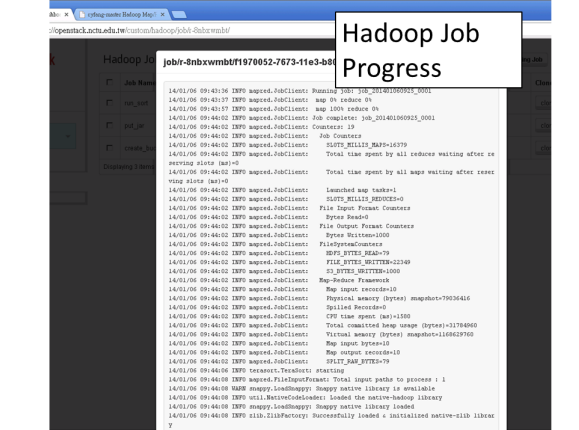 cyfang-master Hadoop Map/
://openstack.nctu.edu.tw/custom/hadoop/job/r-8nbxwmbt/
Hadoop Job
Progress
Hadoop Jo
job/r-8nbxwmbt/f1970052-7673-11e3-b80
Job Name
run_sort
put_jar
Displaying 3 items
14/01/06 09:43:36 INFO mapred.JobClient: Running job: job_201401060925_0001
14/01/06 09:43:37 INFO mapred.JobClient: map 0% reduce 0%
14/01/06 09:43:57 INFO mapred.JobClient: map 100% reduce 0%
14/01/06 09:44:02 INFO mapred.JobClient: Job complete: job_201401060925_0001
14/01/06 09:44:02 INFO mapred.JobClient: Counters: 19
14/01/06 09:44:02 INFO mapred.JobClient: Job Counters
14/01/06 09:44:02 INFO mapred.JobClient: SLOTS_MILLIS_MAPS=16379
14/01/06 09:44:02 INFO mapred.JobClient: Total time spent by all reduces waiting after re
serving slots (ms)=0
14/01/06 09:44:02 INFO mapred.JobClient: Total time spent by all maps waiting after reser
ving slots (ms)=0
14/01/06 09:44:02 INFO mapred.JobClient: Launched map tasks=1
14/01/06 09:44:02 INFO mapred.JobClient: SLOTS_MILLIS_REDUCES=0
14/01/06 09:44:02 INFO mapred.JobClient: File Input Format Counters
14/01/06 09:44:02 INFO mapred.JobClient: Bytes Read=0
14/01/06 09:44:02 INFO mapred.JobClient: File Output Format Counters
14/01/06 09:44:02 INFO mapred.JobClient: Bytes Written=1000
14/01/06 09:44:02 INFO mapred.JobClient: FileSystemCounters
14/01/06 09:44:02 INFO mapred.JobClient: HDFS_BYTES_READ=79
14/01/06 09:44:02 INFO mapred.JobClient: FILE_BYTES_WRITTEN=22349
14/01/06 09:44:02 INFO mapred.JobClient: S3_BYTES_WRITTEN=1000
14/01/06 09:44:02 INFO mapred.JobClient: Map-Reduce Framework
14/01/06 09:44:02 INFO mapred.JobClient: Map input records=10
14/01/06 09:44:02 INFO mapred.JobClient: Physical memory (bytes) snapshot=79036416
14/01/06 09:44:02 INFO mapred.JobClient: Spilled Records=0
14/01/06 09:44:02 INFO mapred.JobClient: CPU time spent (ms)=1580
14/01/06 09:44:02 INFO mapred.JobClient: Total committed heap usage (bytes)=31784960
14/01/06 09:44:02 INFO mapred.JobClient: Virtual memory (bytes) snapshot=1168629760
14/01/06 09:44:02 INFO mapred.JobClient: Map input bytes=10
14/01/06 09:44:02 INFO mapred.JobClient: Map output records=10
14/01/06 09:44:02 INFO mapred.JobClient: SPLIT_RAW_BYTES=79
14/01/06 09:44:06 INFO terasort.TeraSort: starting
14/01/06 09:44:08 INFO mapred.FileInputFormat: Total input paths to process : 1
14/01/06 09:44:08 WARN snappy.LoadSnappy: Snappy native library is available
14/01/06 09:44:08 INFO util.NativeCodeLoader: Loaded the native-hadoop library
14/01/06 09:44:08 INFO snappy.LoadSnappy: Snappy native library loaded
14/01/06 09:44:08 INFO zlib.ZlibFactory: Successfully loaded & initialized native-zlib librar
y